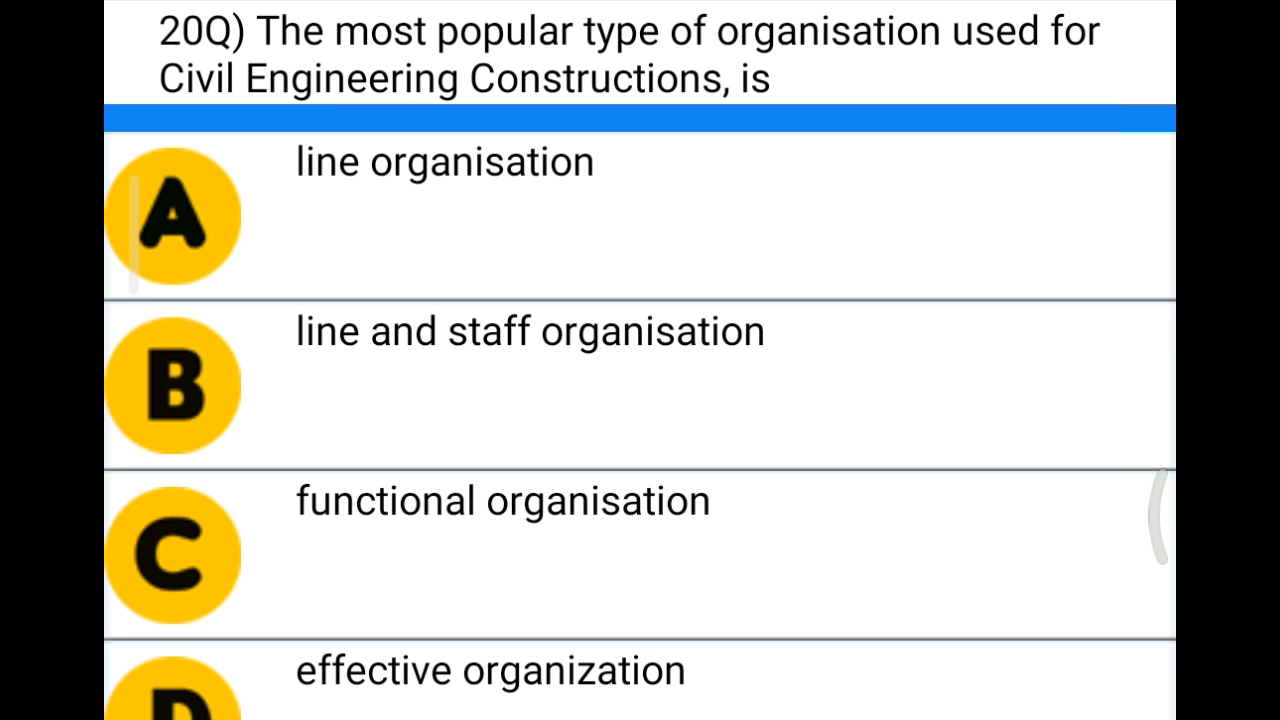 20Q) The most popular type of organisation used for
Civil Engineering Constructions, is
A
line organisation
B
line and staff organisation
C
functional organisation
D
effective organization